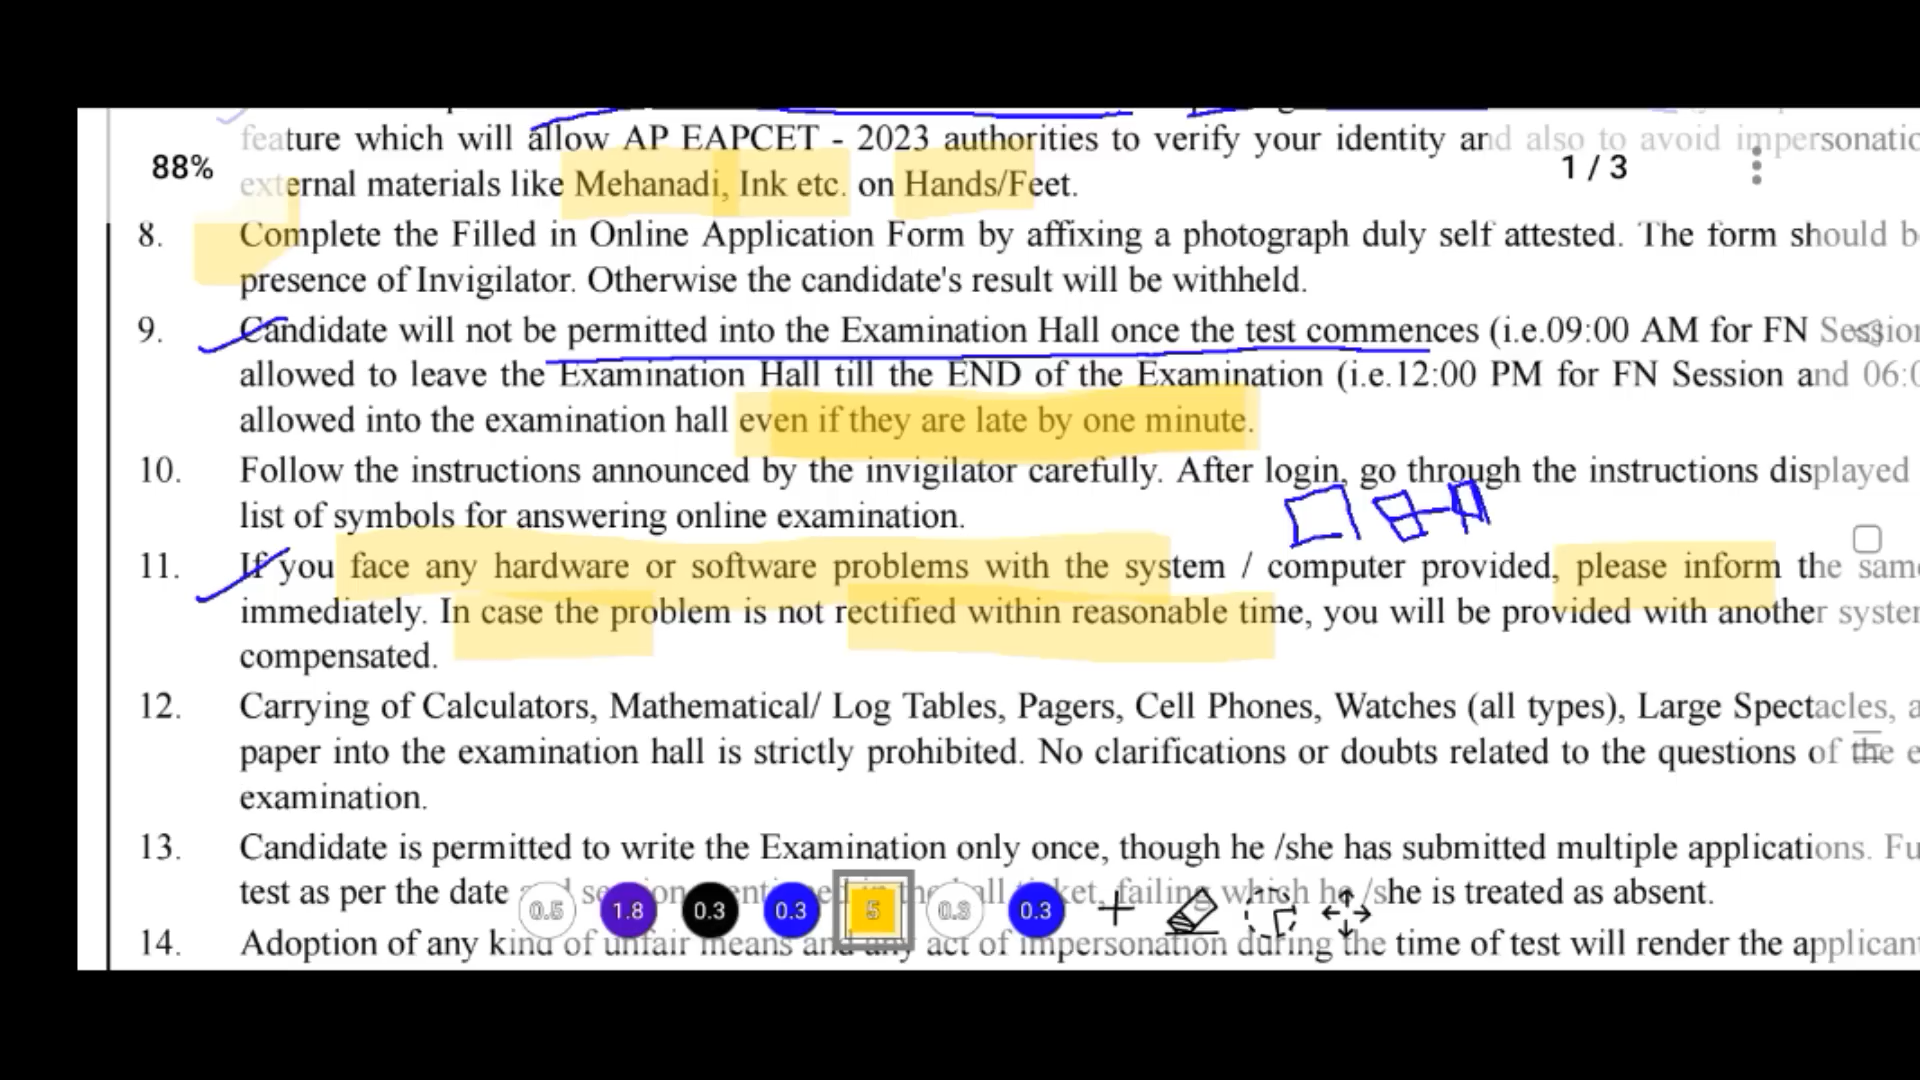 feature which will allow AP EAPCET - 2023 authorities to verify your identity and also to avoid
88% 1 / 3
external materials like Mehanadi, Ink etc. on Hands/Feet.
8. Complete the Filled in Online Application Form by affixing a photograph duly self attested. The form should
presence of Invigilator. Otherwise the candidate's result will be withheld.
9. Candidate will not be permitted into the Examination Hall once the test commences (i.e.09:00 AM for FN
allowed to leave the Examination Hall till the END of the Examination (i.e.12:00 PM for FN Session and
allowed into the examination hall even if they are late by one minute.
10. Follow the instructions announced by the invigilator carefully. After login, go through the instructions displayed
list of symbols for answering online examination.
11. If you face any hardware or software problems with the system / computer provided, please inform the
immediately. In case the problem is not rectified within reasonable time, you will be provided with another
compensated.
12. Carrying of Calculators, Mathematical/ Log Tables, Pagers, Cell Phones, Watches (all types), Large Spectacles,
paper into the examination hall is strictly prohibited. No clarifications or doubts related to the questions of the
examination.
13. Candidate is permitted to write the Examination only once, though he /she has submitted multiple applications.
test as per the date and session mentioned in the hall ticket, failing which he /she is treated as absent.
0.5 1.8 0.3 0.3 5 0.3 0.3
14. Adoption of any kind of unfair means and any act of impersonation during the time of test will render the